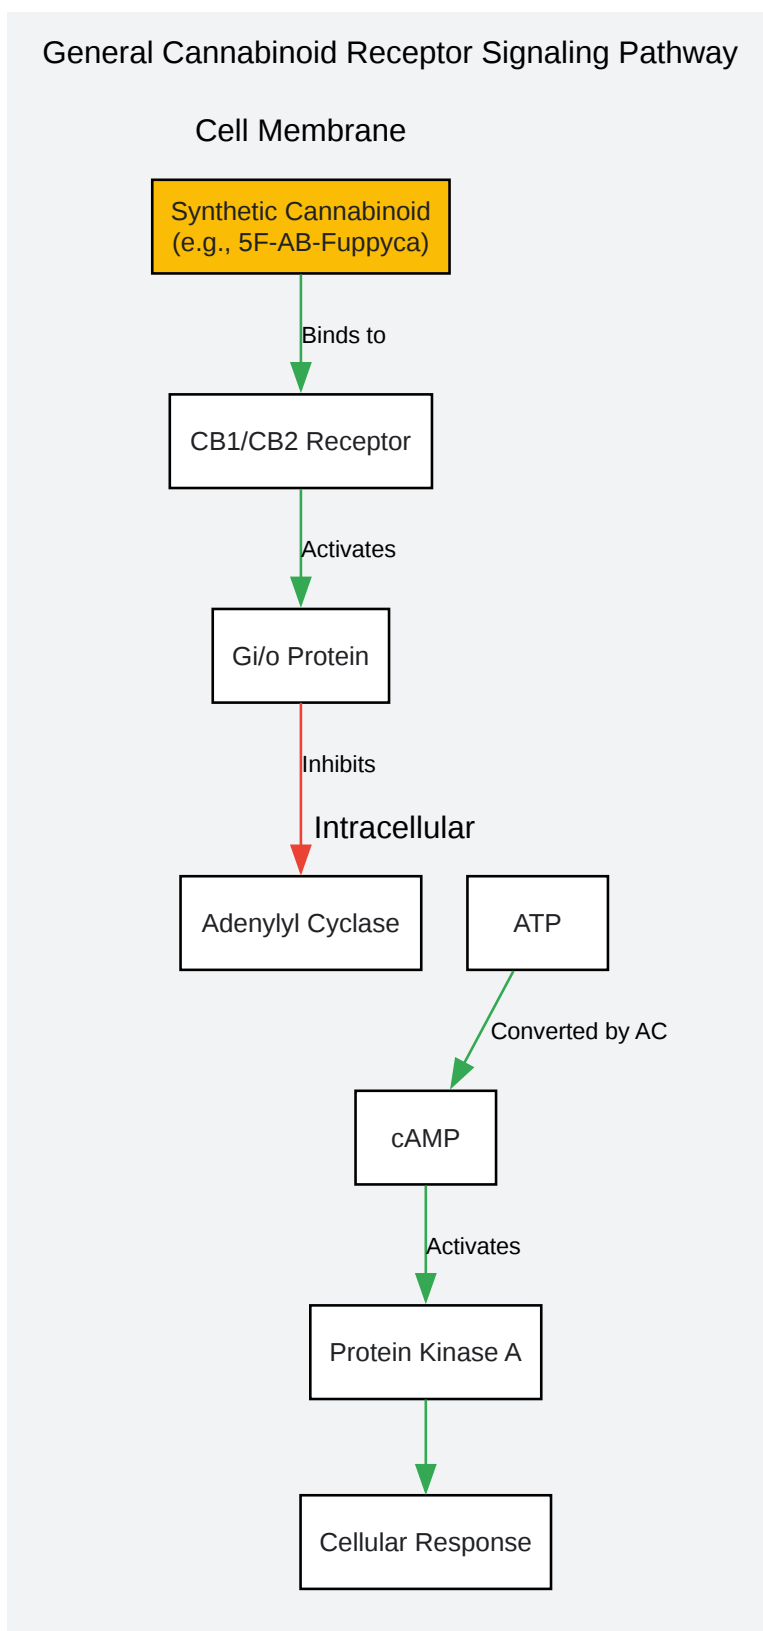 General Cannabinoid Receptor Signaling Pathway
Cell Membrane
Synthetic Cannabinoid
(e.g., 5F-AB-Fuppyca)
Binds to
CB1/CB2 Receptor
Activates
Gi/o Protein
Inhibits
Intracellular
Adenylyl Cyclase
ATP
Converted by AC
cAMP
Activates
Protein Kinase A
Cellular Response